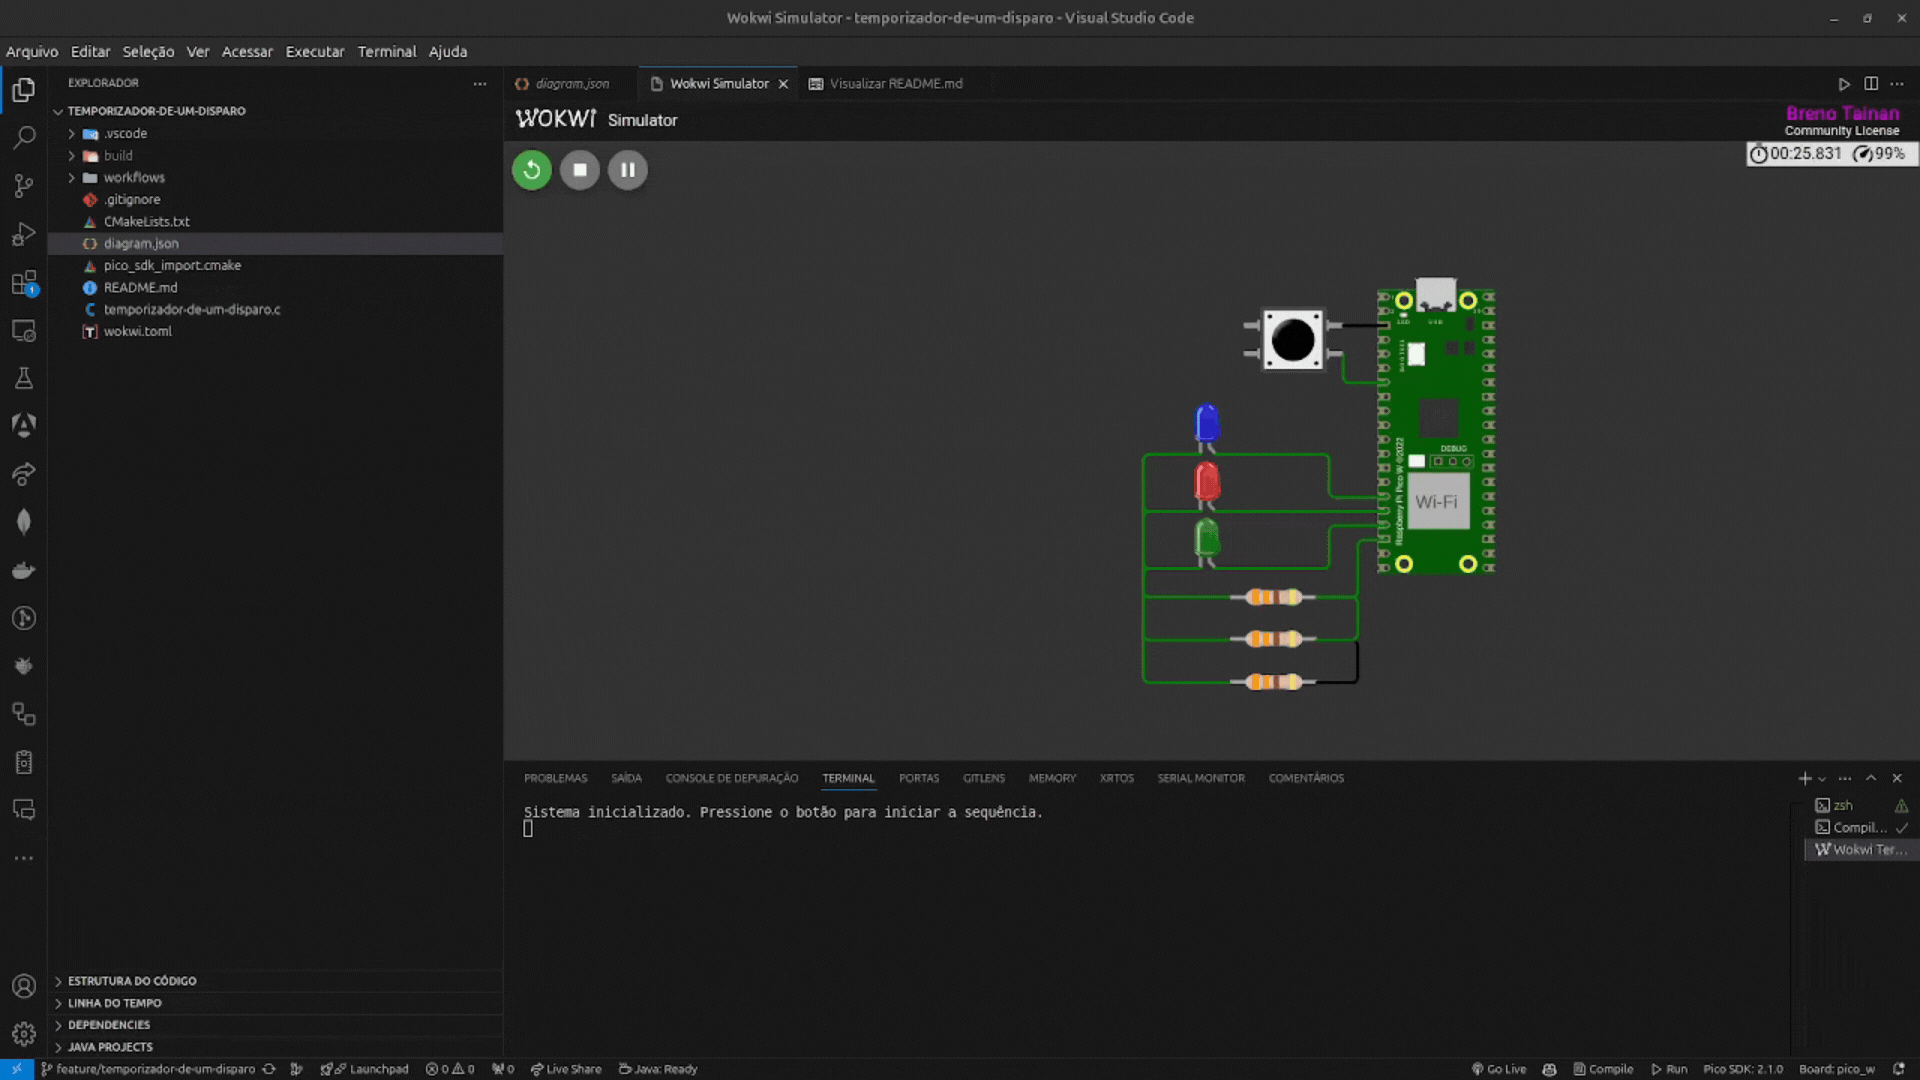 Wokwi Simulator - temporizador-de-um-disparo - Visual Studio Code
Arquivo Editar Seleção Ver Acessar Executar Terminal Ajuda
EXPLORADOR
TEMPORIZADOR-DE-UM-DISPARO
.vscode
build
workflows
.gitignore
CMakeLists.txt
diagram.json
pico_sdk_import.cmake
README.md
temporizador-de-um-disparo.c
wokwi.toml
ESTRUTURA DO CÓDIGO
LINHA DO TEMPO
DEPENDENCIES
JAVA PROJECTS
diagram.json Wokwi Simulator Visualizar README.md
WOKWI Simulator
Breno Tainan
Community License
00:25.831 99%
DEBUG
Raspberry Pi Pico W ©2022
Wi-Fi
PROBLEMAS SAÍDA CONSOLE DE DEPURAÇÃO TERMINAL PORTAS GITLENS MEMORY XRTOS SERIAL MONITOR COMENTÁRIOS
Sistema inicializado. Pressione o botão para iniciar a sequência.
zsh
Compil...
Wokwi Ter...
feature/temporizador-de-um-disparo Launchpad 0 0 0 Live Share Java: Ready Go Live Compile Run Pico SDK: 2.1.0 Board: pico_w